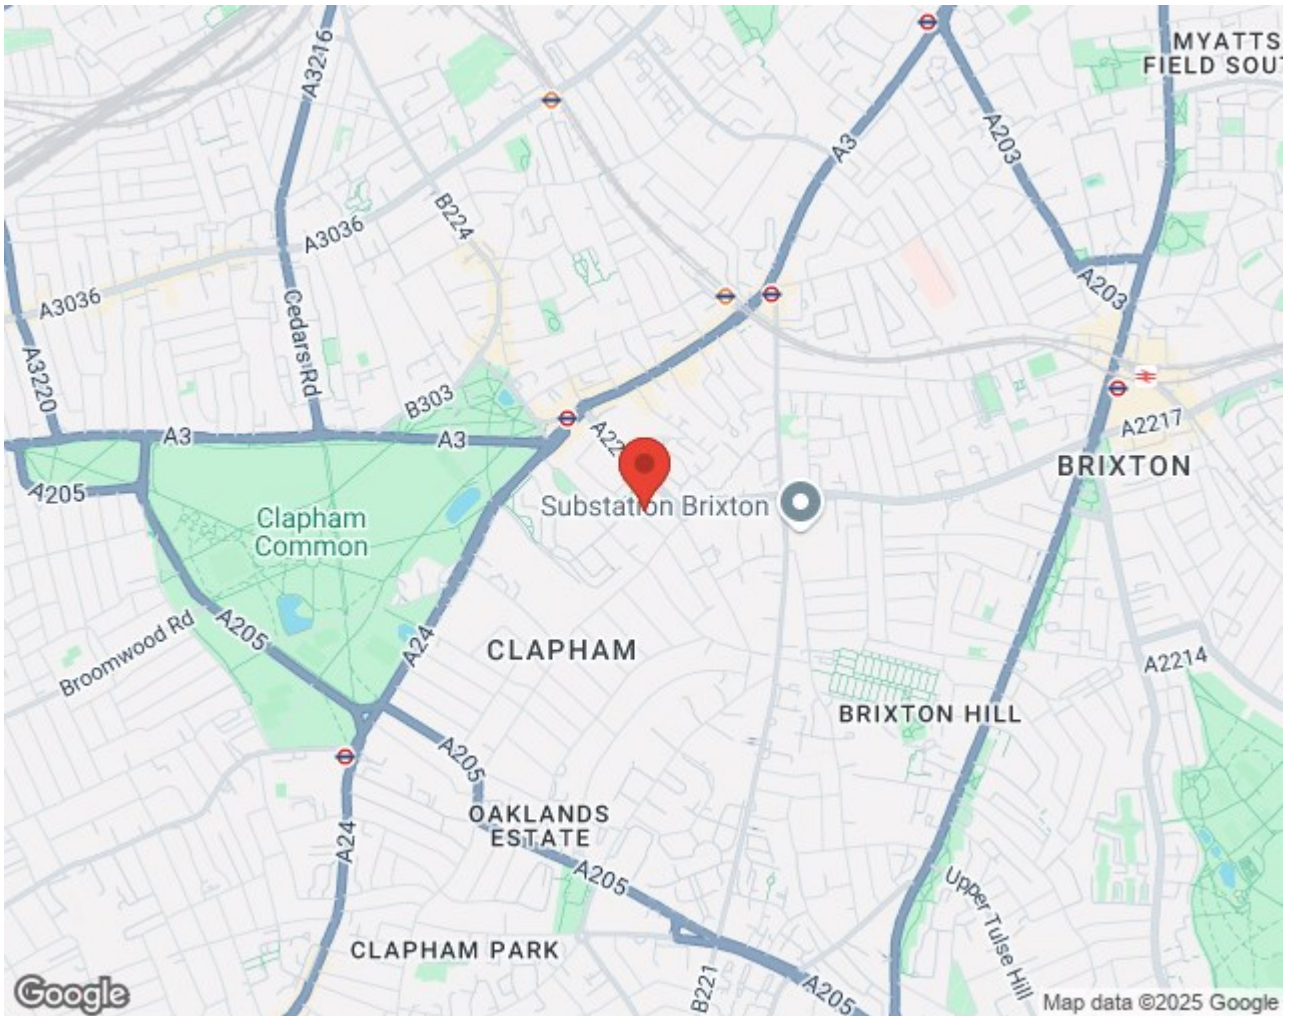 MYATTS
FIELD SOU
A3216
A203
A3
B224
A3036
A3036
A203
Cedars Rd
A3220
B303
A2217
A3
A3
A22
BRIXTON
A205
Substation Brixton
Clapham
Common
A205
Broomwood Rd
A24
CLAPHAM
A2214
BRIXTON HILL
A205
OAKLANDS
ESTATE
A24
A205
Upper Tulse Hill
CLAPHAM PARK
B221
A205
Google
Map data ©2025 Google